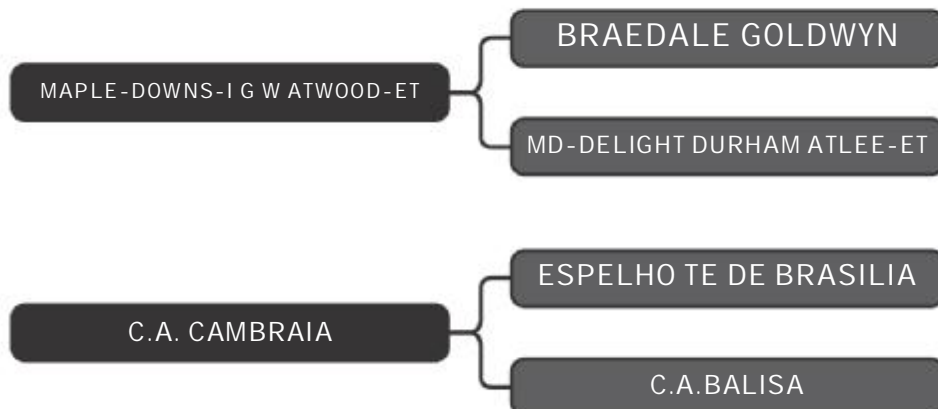 BRAEDALE GOLDWYN
MAPLE-DOWNS-I G W ATWOOD-ET
MD-DELIGHT DURHAM ATLEE-ET
ESPELHO TE DE BRASILIA
C.A. CAMBRAIA
C.A.BALISA